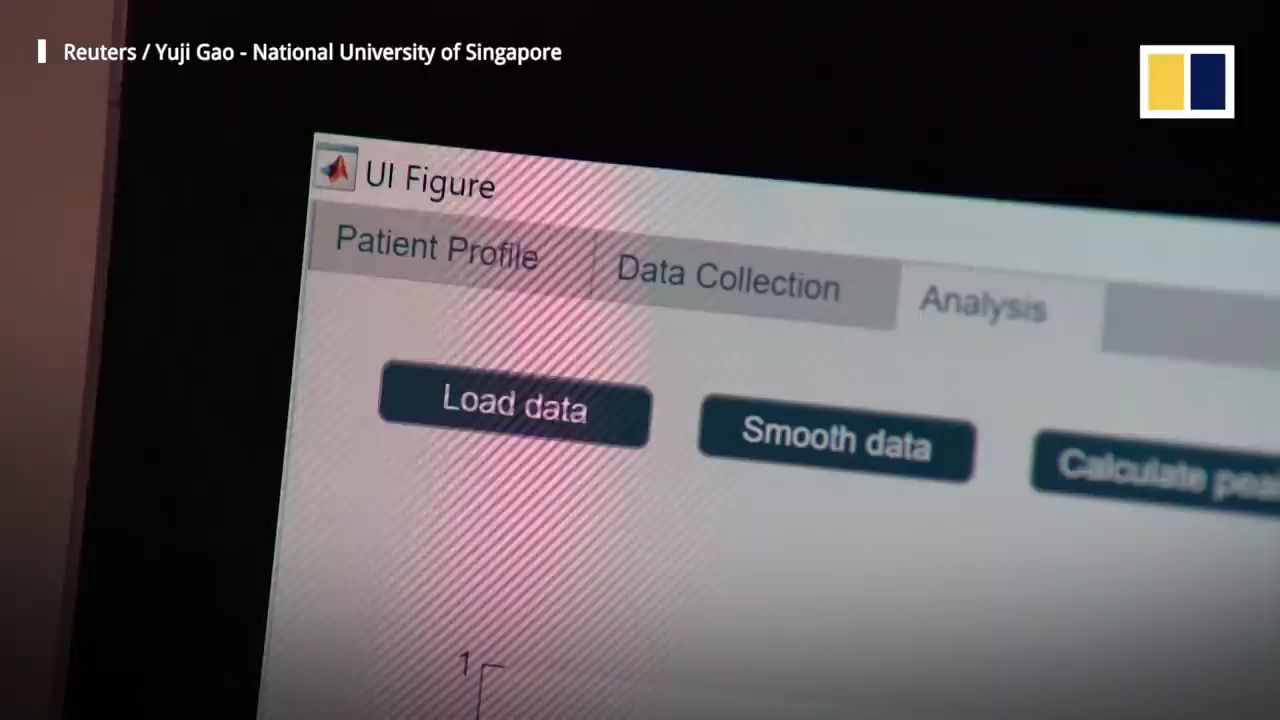 Reuters / Yuji Gao - National University of Singapore
UI Figure
Patient Profile Data Collection Analysis
Load data Smooth data Calculate
1